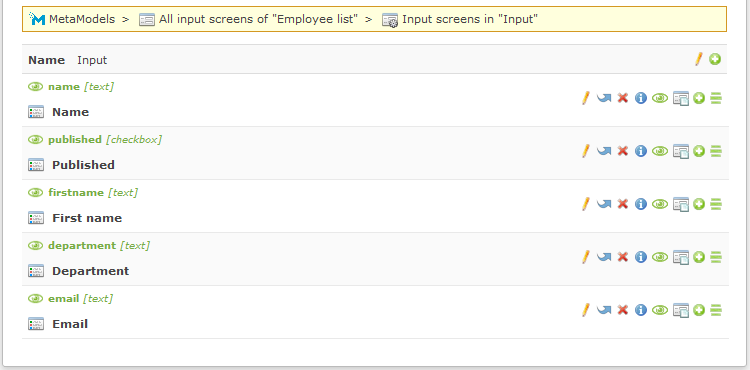 MetaModels > All input screens of "Employee list" > Input screens in "Input"
Name Input
name [text]
Name
published [checkbox]
Published
firstname [text]
First name
department [text]
Department
email [text]
Email